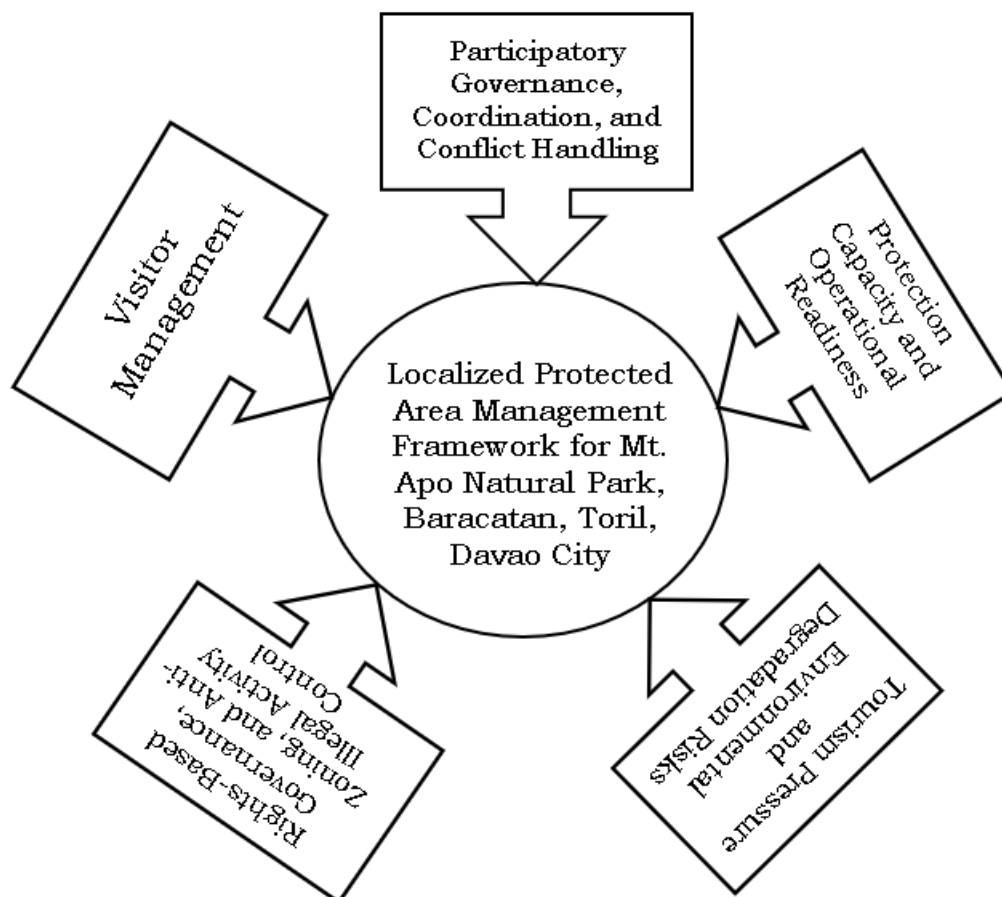 Participatory
Governance,
Coordination, and
Conflict Handling
Visitor
Management
Protection
Capacity and
Operational
Readiness
Localized Protected
Area Management
Framework for Mt.
Apo Natural Park,
Baracatan, Toril,
Davao City
Rights-Based
Governance,
Zoning, and Anti-
Illegal Activity
Control
Tourism Pressure
and
Environmental
Degradation Risks